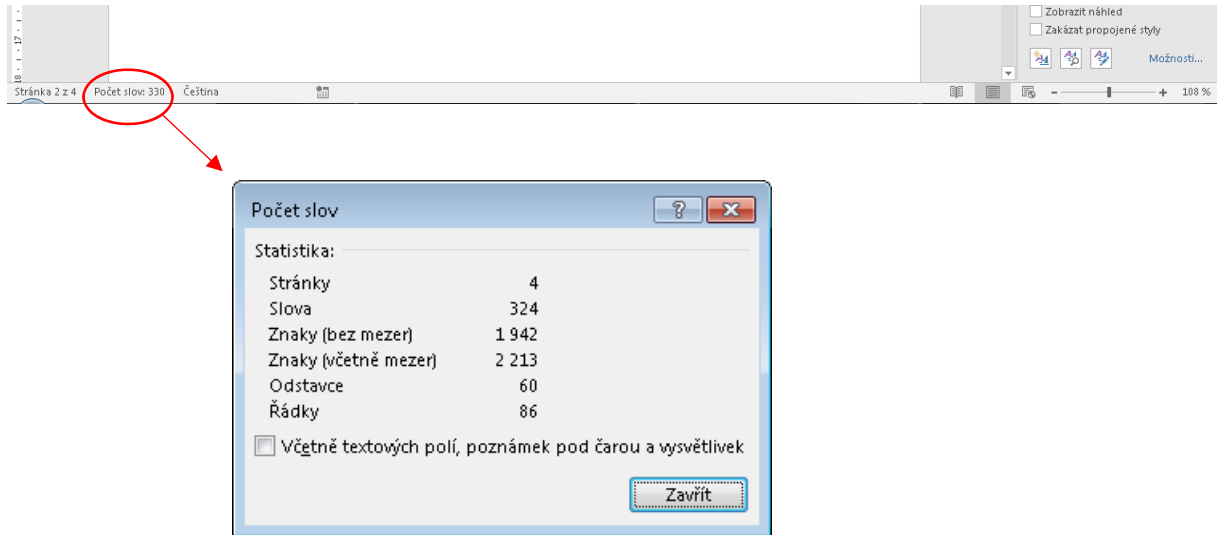 Zobrazit náhled
Zakázat propojené styly
17
18
Možnosti...
Stránka 2 z 4 Počet slov: 330 Čeština 108 %
Počet slov
Statistika:
Stránky 4
Slova 324
Znaky (bez mezer) 1 942
Znaky (včetně mezer) 2 213
Odstavce 60
Řádky 86
Včetně textových polí, poznámek pod čarou a vysvětlivek
Zavřít